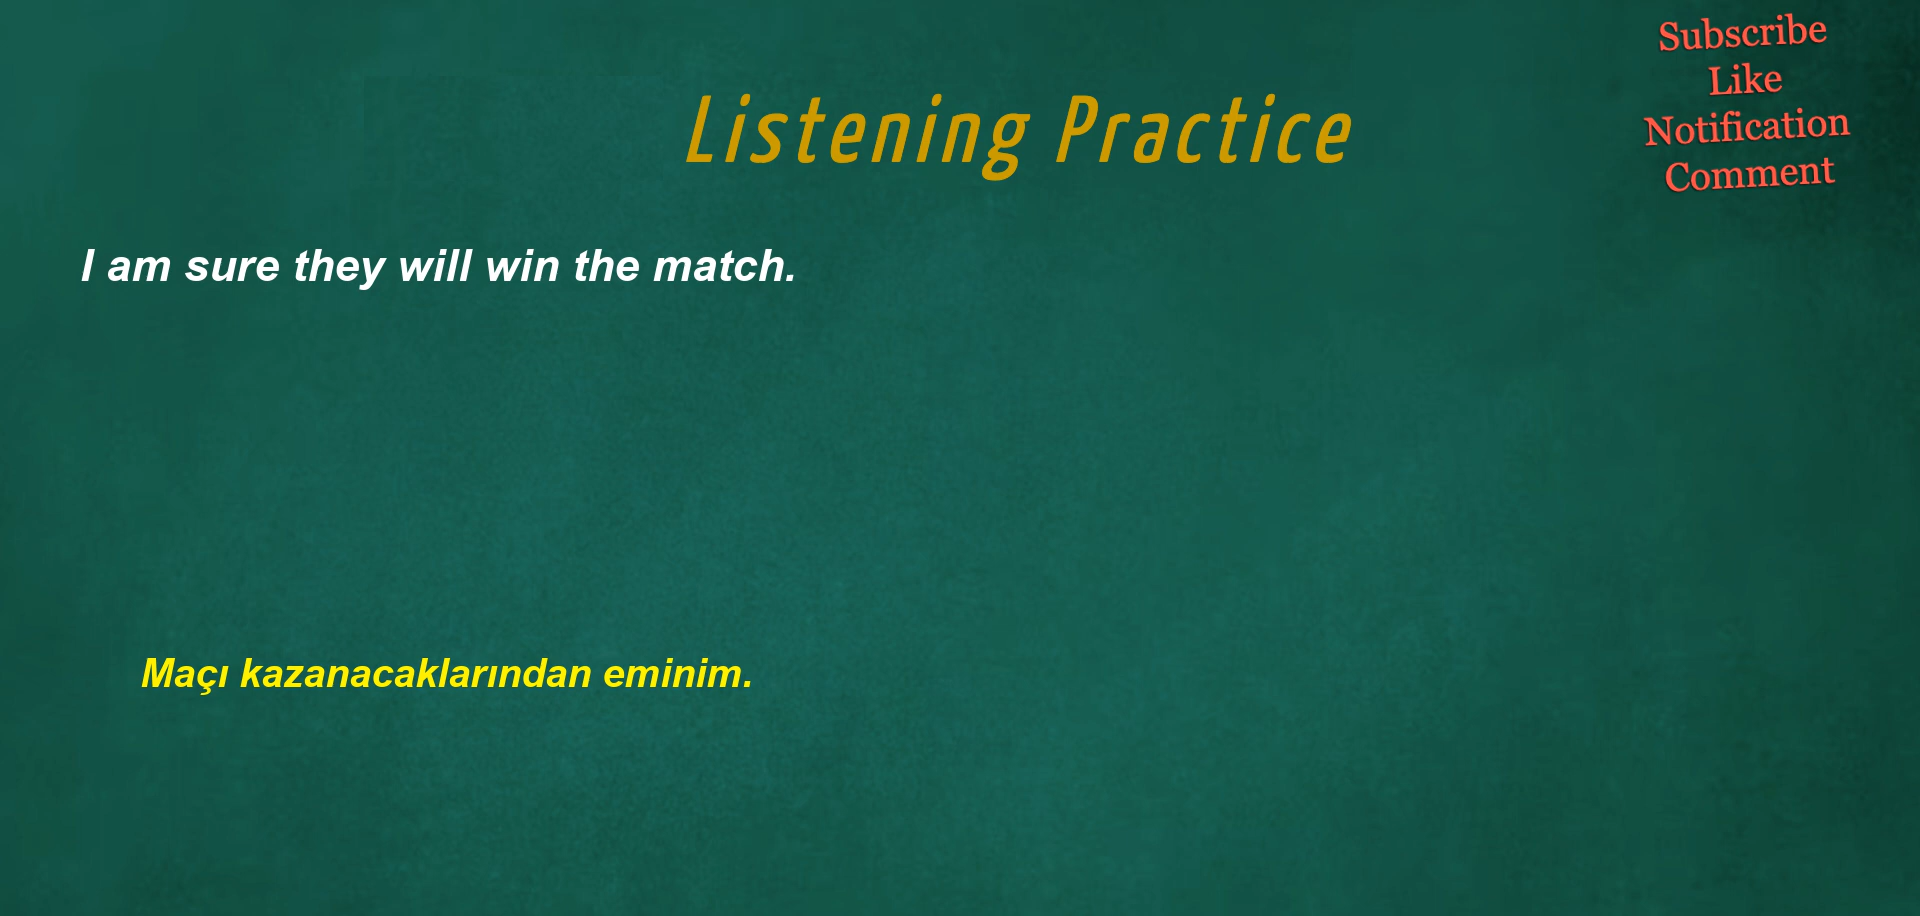 Subscribe
Like
Notification
Comment
Listening Practice
I am sure they will win the match.
Maçı kazanacaklarından eminim.